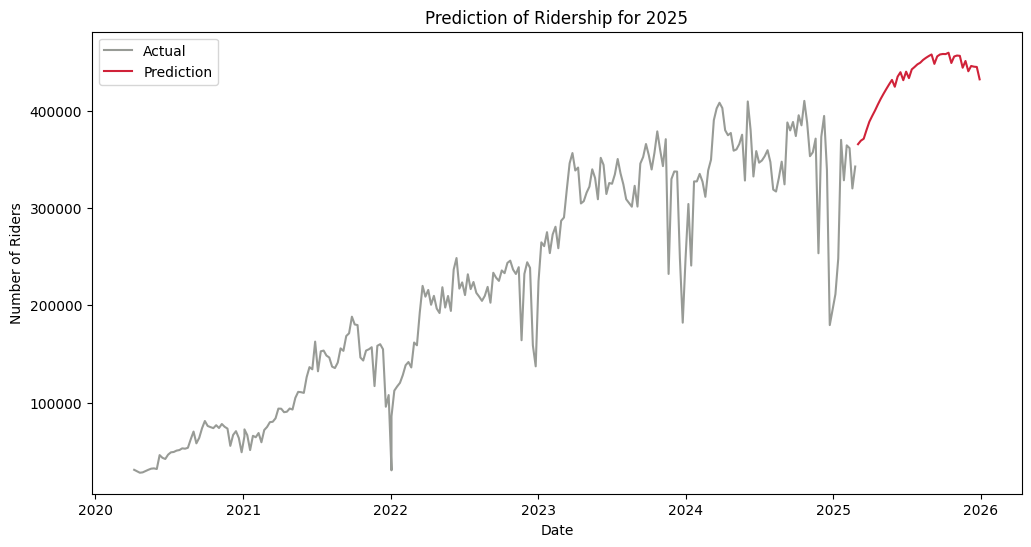 Prediction of Ridership for 2025
Actual
Prediction
Number of Riders
400000
300000
200000
100000
2020
2021
2022
2023
2024
2025
2026
Date